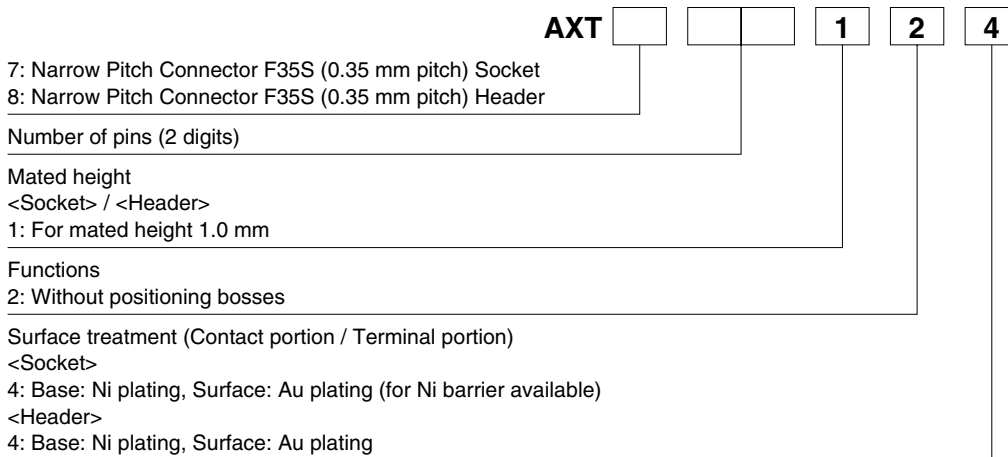 AXT 1 2 4
7: Narrow Pitch Connector F35S (0.35 mm pitch) Socket
8: Narrow Pitch Connector F35S (0.35 mm pitch) Header
Number of pins (2 digits)
Mated height
<Socket> / <Header>
1: For mated height 1.0 mm
Functions
2: Without positioning bosses
Surface treatment (Contact portion / Terminal portion)
<Socket>
4: Base: Ni plating, Surface: Au plating (for Ni barrier available)
<Header>
4: Base: Ni plating, Surface: Au plating